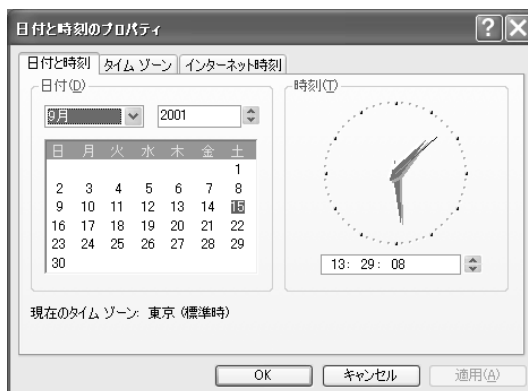 日付と時刻のプロパティ
日付と時刻 タイム ゾーン インターネット時刻
日付(D)
9月 2001
日 月 火 水 木 金 土
1
2 3 4 5 6 7 8
9 10 11 12 13 14 15
16 17 18 19 20 21 22
23 24 25 26 27 28 29
30
時刻(T)
13: 29: 08
現在のタイム ゾーン: 東京 (標準時)
OK キャンセル 適用(A)